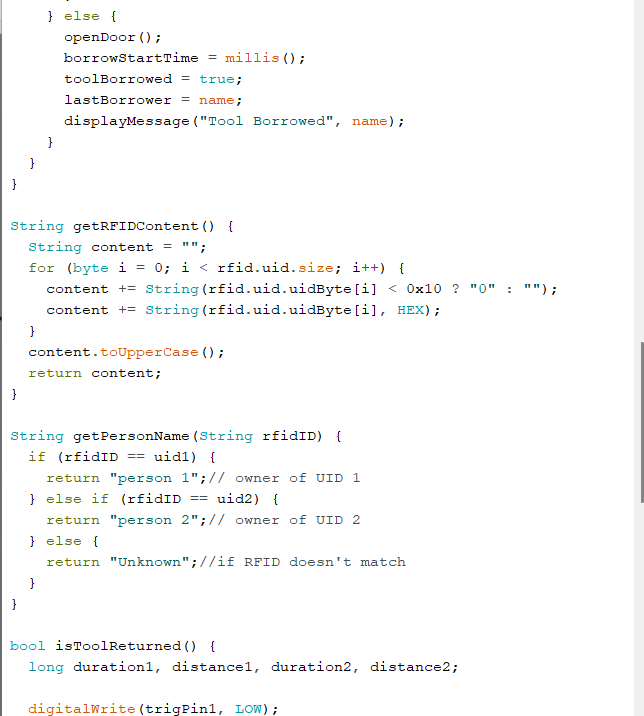 } else {
openDoor();
borrowStartTime = millis();
toolBorrowed = true;
lastBorrower = name;
displayMessage("Tool Borrowed", name);
}
}
}
String getRFIDContent() {
String content = "";
for (byte i = 0; i < rfid.uid.size; i++) {
content += String(rfid.uid.uidByte[i] < 0x10 ? "0" : "");
content += String(rfid.uid.uidByte[i], HEX);
}
content.toUpperCase();
return content;
}
String getPersonName(String rfidID) {
if (rfidID == uid1) {
return "person 1";// owner of UID 1
} else if (rfidID == uid2) {
return "person 2";// owner of UID 2
} else {
return "Unknown";//if RFID doesn't match
}
}
bool isToolReturned() {
long duration1, distance1, duration2, distance2;
digitalWrite(trigPin1, LOW);